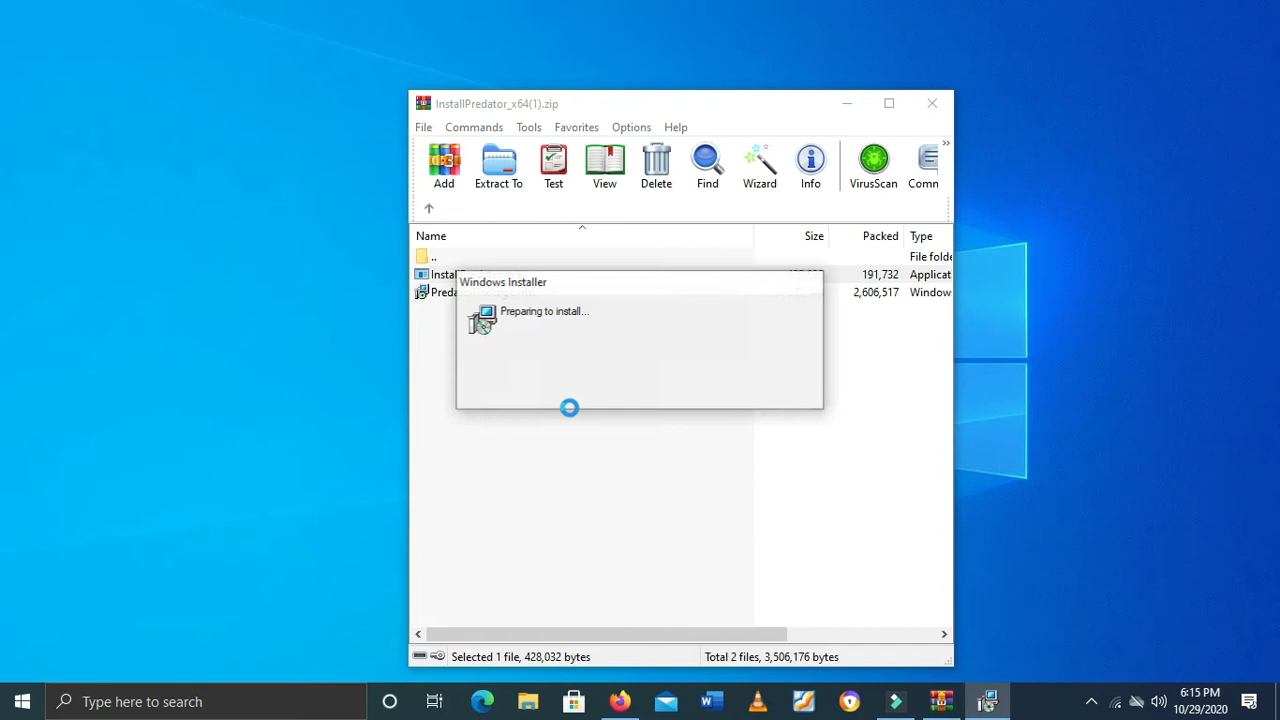 InstallPredator_x64(1).zip
File Commands Tools Favorites Options Help
Add Extract To Test View Delete Find Wizard Info VirusScan Comn
Name Size Packed Type
.. File folde
191,732 Applicat
2,606,517 Window
Windows Installer
Preparing to install...
Selected 1 file, 428,032 bytes Total 2 files, 3,506,176 bytes
Type here to search
6:15 PM
10/29/2020